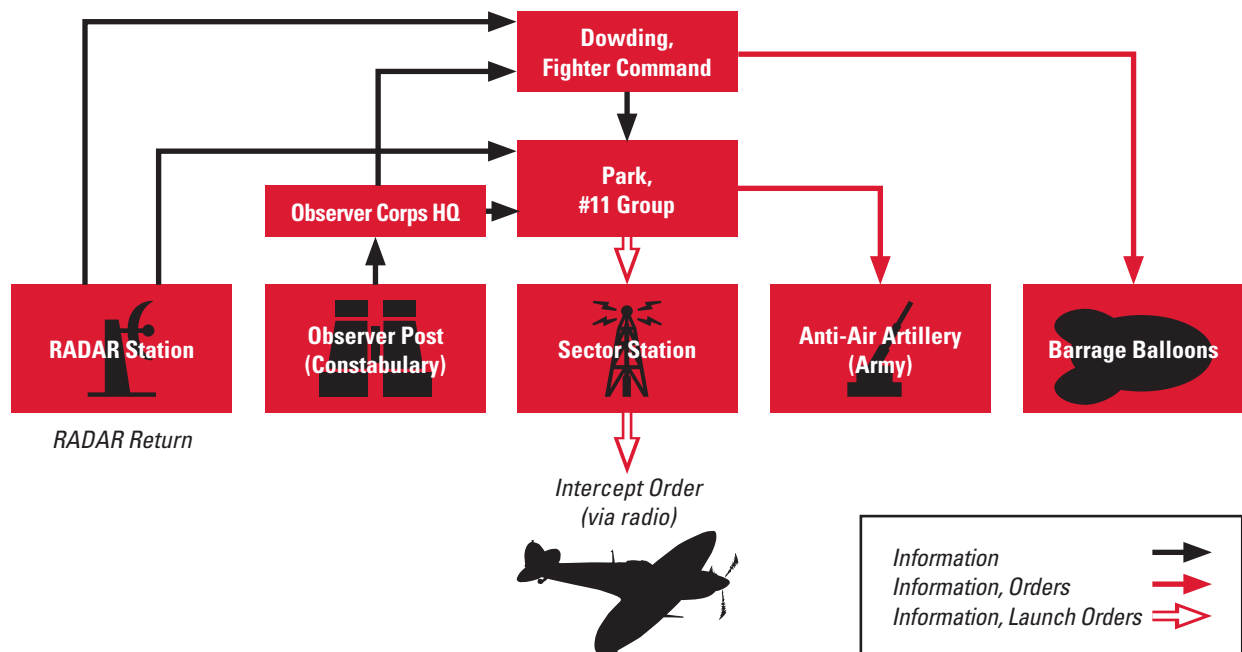 Dowding,
Fighter Command
Park,
#11 Group
Observer Corps HQ
RADAR Station
Observer Post
(Constabulary)
Sector Station
Anti-Air Artillery
(Army)
Barrage Balloons
RADAR Return
Intercept Order
(via radio)
Information
Information, Orders
Information, Launch Orders